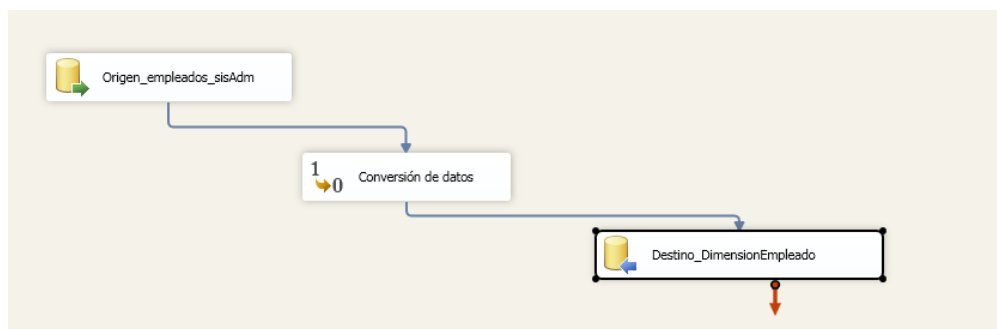 Origen_empleados_sisAdm
1
0
Conversión de datos
Destino_DimensionEmpleado